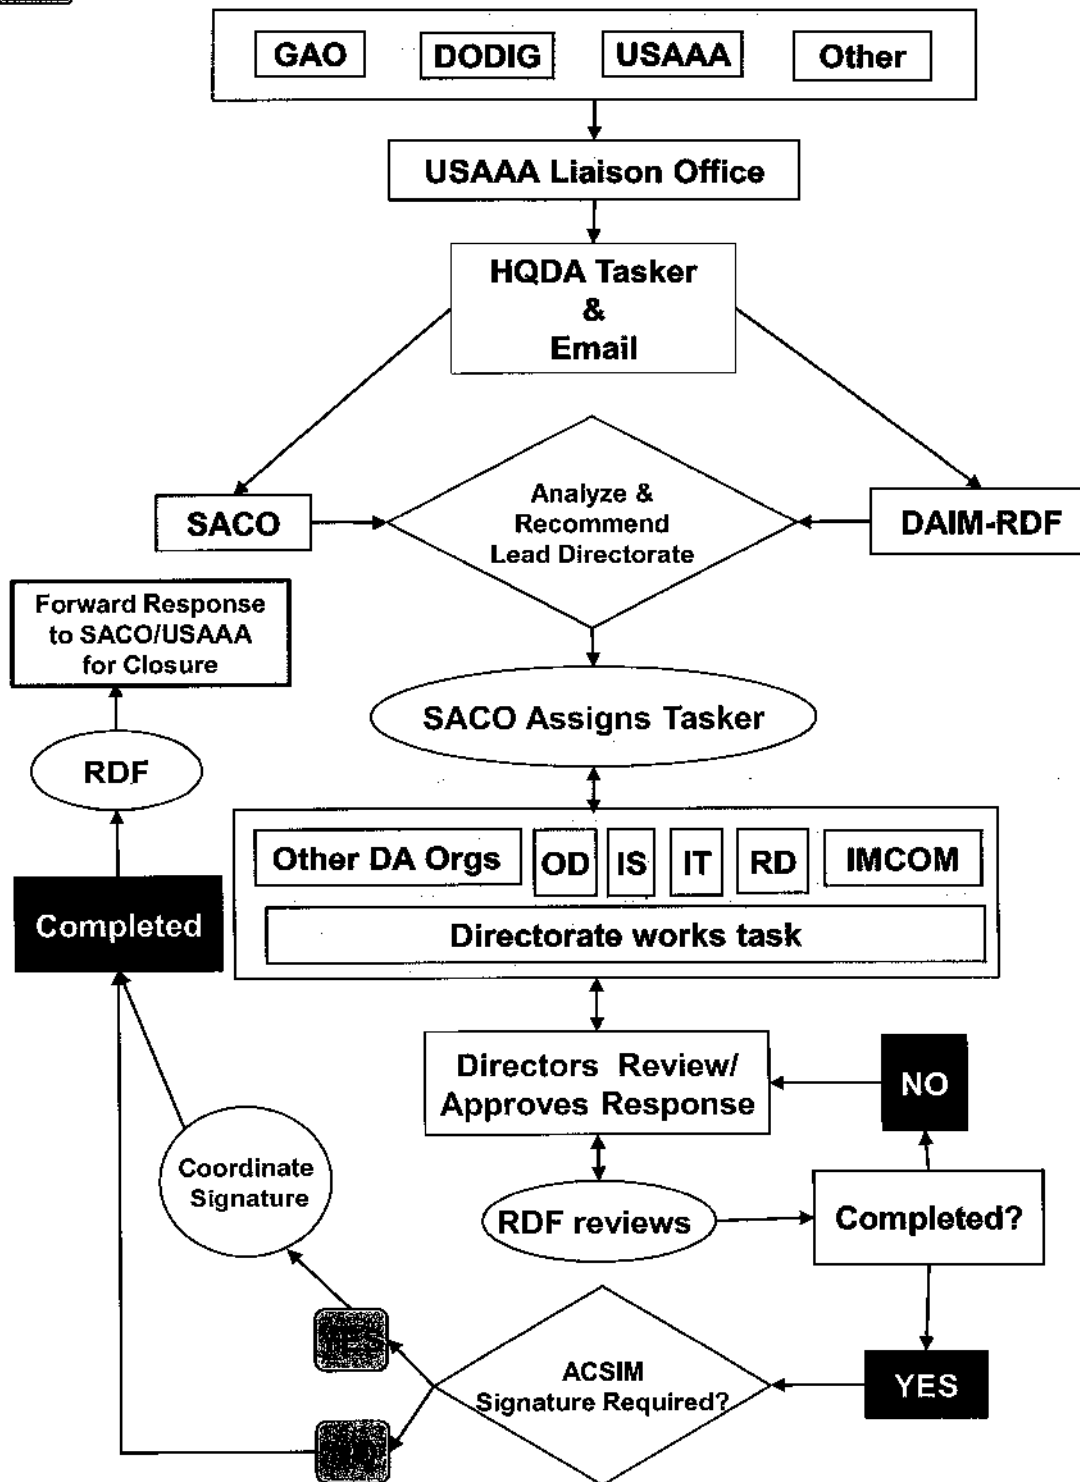 GAO DODIG USAAA Other
USAAA Liaison Office
HQDA Tasker
&
Email
SACO
Analyze &
Recommend
Lead Directorate
DAIM-RDF
Forward Response
to SACO/USAAA
for Closure
SACO Assigns Tasker
RDF
Other DA Orgs OD IS IT RD IMCOM
Directorate works task
Completed
Directors Review/
Approves Response
NO
Coordinate
Signature
RDF reviews
Completed?
YES
ACSIM
Signature Required?
YES